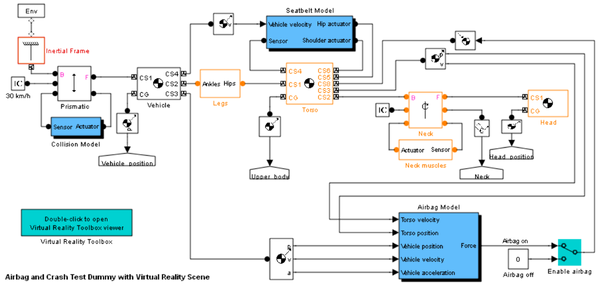 Env
Seatbelt Model
Vehicle velocity Hip actuator
Sensor Shoulder actuator
Inertial Frame
B F
CS1 CS4
CS2
CG CS3
Ankles Hips
CS4 CS6
CS1 CS5
CS3
CG CS2
IC
30 km/h
Prismatic
Vehicle
Legs
Torso
IC
B F
CS1
CG
Sensor Actuator
Collision Model
Neck
Head
Actuator Sensor
Neck muscles
Vehicle position
Upper body
Neck
Head position
Airbag Model
Double-click to open
Virtual Reality Toolbox viewer
Virtual Reality Toolbox
Torso velocity
Torso position
Vehicle position Force
Vehicle velocity
Vehicle acceleration
p
v
a
Airbag on
0
Airbag off
Enable airbag
Airbag and Crash Test Dummy with Virtual Reality Scene